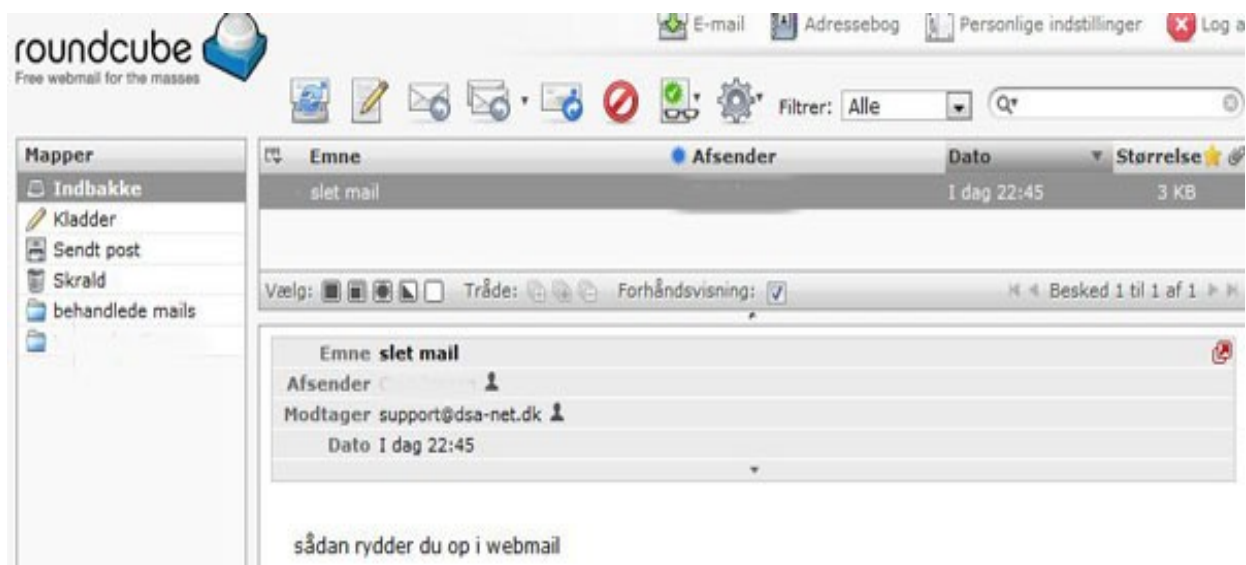 roundcube
Free webmail for the masses
E-mail Adressebog Personlige indstillinger Log a
Filtrer: Alle
Mapper
Indbakke
Kladder
Sendt post
Skrald
behandlede mails
Emne Afsender Dato Størrelse
slet mail I dag 22:45 3 KB
Vælg: Tråde: Forhåndsvisning: Besked 1 til 1 af 1
Emne slet mail
Afsender
Modtager support@dsa-net.dk
Dato I dag 22:45
sådan rydder du op i webmail